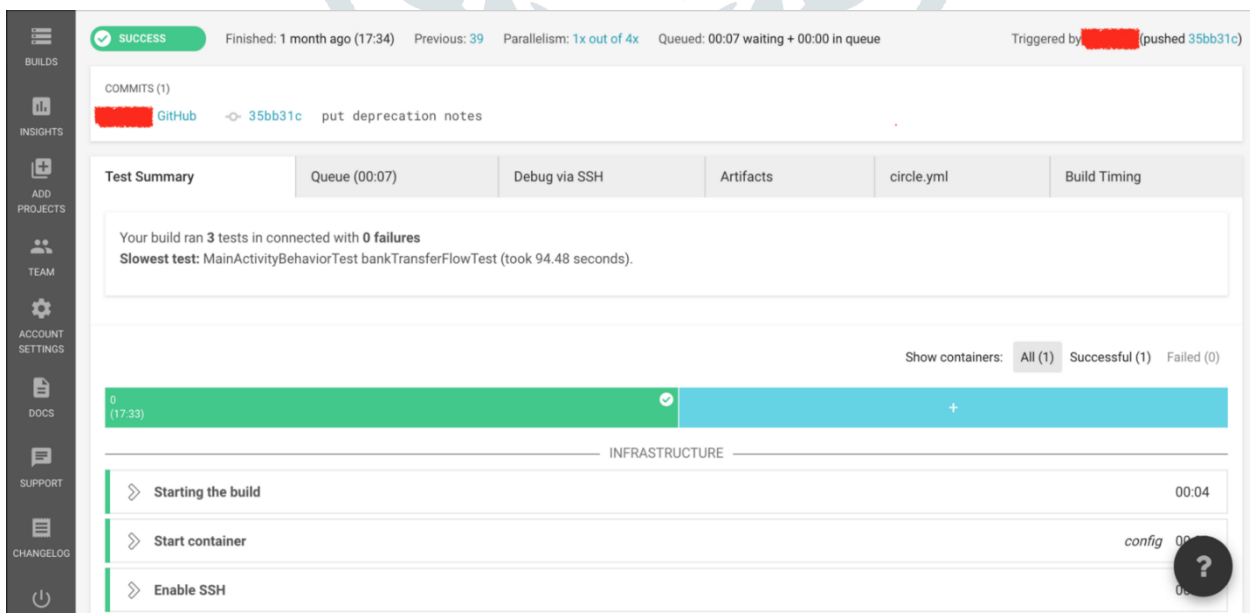 BUILDS
INSIGHTS
ADD
PROJECTS
TEAM
ACCOUNT
SETTINGS
DOCS
SUPPORT
CHANGELOG
SUCCESS Finished: 1 month ago (17:34) Previous: 39 Parallelism: 1x out of 4x Queued: 00:07 waiting + 00:00 in queue Triggered by (pushed 35bb31c)
COMMITS (1)
GitHub 35bb31c put deprecation notes
Test Summary Queue (00:07) Debug via SSH Artifacts circle.yml Build Timing
Your build ran 3 tests in connected with 0 failures
Slowest test: MainActivityBehaviorTest bankTransferFlowTest (took 94.48 seconds).
Show containers: All (1) Successful (1) Failed (0)
0
(17:33) +
INFRASTRUCTURE
Starting the build 00:04
Start container config
Enable SSH
?